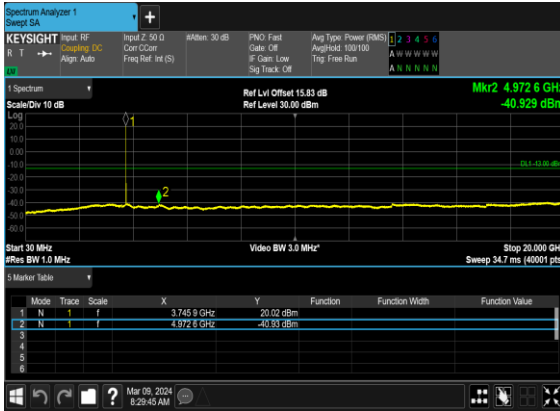 Spectrum Analyzer 1
Swept SA
KEYSIGHT Input: RF
Coupling: DC
Align: Auto
Input Z: 50 Ω
Corr CCorr
Freq Ref: Int (S)
#Atten: 30 dB
PNO: Fast
Gate: Off
IF Gain: Low
Sig Track: Off
Avg Type: Power (RMS)
Avg|Hold: 100/100
Trig: Free Run
1 2 3 4 5 6
A W W W W W
A N N N N N
R T
1 Spectrum
Scale/Div 10 dB
Ref Lvl Offset 15.83 dB
Ref Level 30.00 dBm
Mkr2 4.972 6 GHz
-40.929 dBm
Log
20.0
10.0
0.00
-10.0
-20.0
-30.0
-40.0
-50.0
-60.0
1
2
DL1 -13.00 dBm
Start 30 MHz
#Res BW 1.0 MHz
Video BW 3.0 MHz*
Stop 20.000 GHz
Sweep 34.7 ms (40001 pts)
5 Marker Table
Mode Trace Scale X Y Function Function Width Function Value
1 N 1 f 3.745 9 GHz 20.02 dBm
2 N 1 f 4.972 6 GHz -40.93 dBm
3
4
5
6
Mar 09, 2024
8:29:45 AM